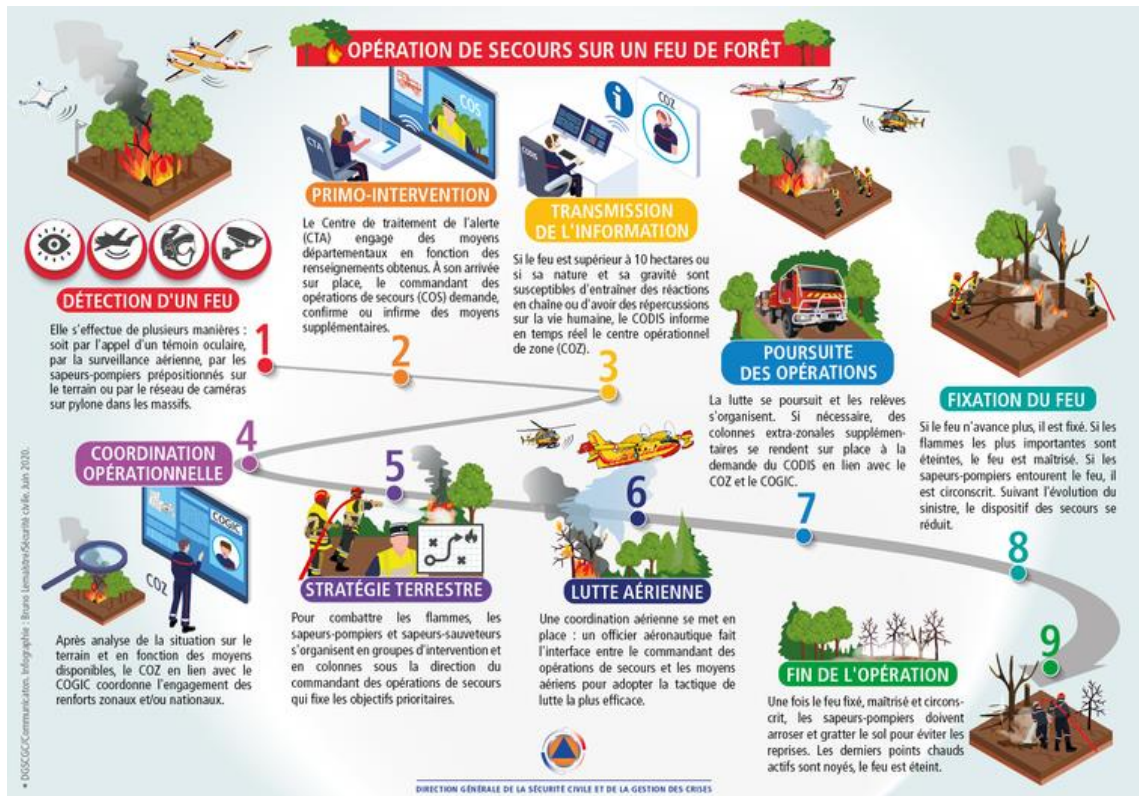 OPÉRATION DE SECOURS SUR UN FEU DE FORÊT
DÉTECTION D'UN FEU
Elle s'effectue de plusieurs manières :
soit par l'appel d'un témoin oculaire,
par la surveillance aérienne, par les
sapeurs-pompiers prépositionnés sur
le terrain ou par le réseau de caméras
sur pylone dans les massifs.
1
CTA
COS
PRIMO-INTERVENTION
Le Centre de traitement de l'alerte
(CTA) engage des moyens
départementaux en fonction des
renseignements obtenus. À son arrivée
sur place, le commandant des
opérations de secours (COS) demande,
confirme ou infirme des moyens
supplémentaires.
2
CODIS
i
COZ
TRANSMISSION
DE L'INFORMATION
Si le feu est supérieur à 10 hectares ou
si sa nature et sa gravité sont
susceptibles d'entraîner des réactions
en chaîne ou d'avoir des répercussions
sur la vie humaine, le CODIS informe
en temps réel le centre opérationnel
de zone (COZ).
3
COORDINATION
OPÉRATIONNELLE
4
COGIC
COZ
Après analyse de la situation sur le
terrain et en fonction des moyens
disponibles, le COZ en lien avec le
COGIC coordonne l'engagement des
renforts zonaux et/ou nationaux.
5
STRATÉGIE TERRESTRE
Pour combattre les flammes, les
sapeurs-pompiers et sapeurs-sauveteurs
s'organisent en groupes d'intervention et
en colonnes sous la direction du
commandant des opérations de secours
qui fixe les objectifs prioritaires.
6
LUTTE AÉRIENNE
Une coordination aérienne se met en
place : un officier aéronautique fait
l'interface entre le commandant des
opérations de secours et les moyens
aériens pour adopter la tactique de
lutte la plus efficace.
POURSUITE
DES OPÉRATIONS
La lutte se poursuit et les relèves
s'organisent. Si nécessaire, des
colonnes extra-zonales supplémen-
taires se rendent sur place à la
demande du CODIS en lien avec le
COZ et le COGIC.
7
FIXATION DU FEU
Si le feu n'avance plus, il est fixé. Si les
flammes les plus importantes sont
éteintes, le feu est maîtrisé. Si les
sapeurs-pompiers entourent le feu, il
est circonscrit. Suivant l'évolution du
sinistre, le dispositif des secours se
réduit.
8
9
FIN DE L'OPÉRATION
Une fois le feu fixé, maîtrisé et circons-
crit, les sapeurs-pompiers doivent
arroser et gratter le sol pour éviter les
reprises. Les derniers points chauds
actifs sont noyés, le feu est éteint.
DIRECTION GÉNÉRALE DE LA SÉCURITÉ CIVILE ET DE LA GESTION DES CRISES
DGSCGC/Communicaton. Infographie : Bruno Lemaistre/Sécurité civile. Juin 2020.